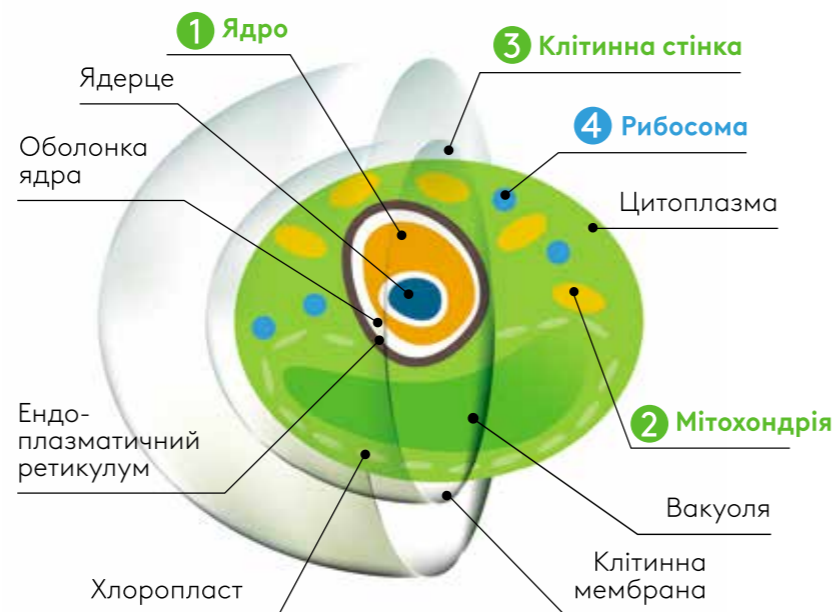 1 Ядро
3 Клітинна стінка
Ядерце
4 Рибосома
Оболонка
ядра
Цитоплазма
Ендо-
плазматичний
ретикулум
2 Мітохондрія
Вакуоля
Клітинна
мембрана
Хлоропласт